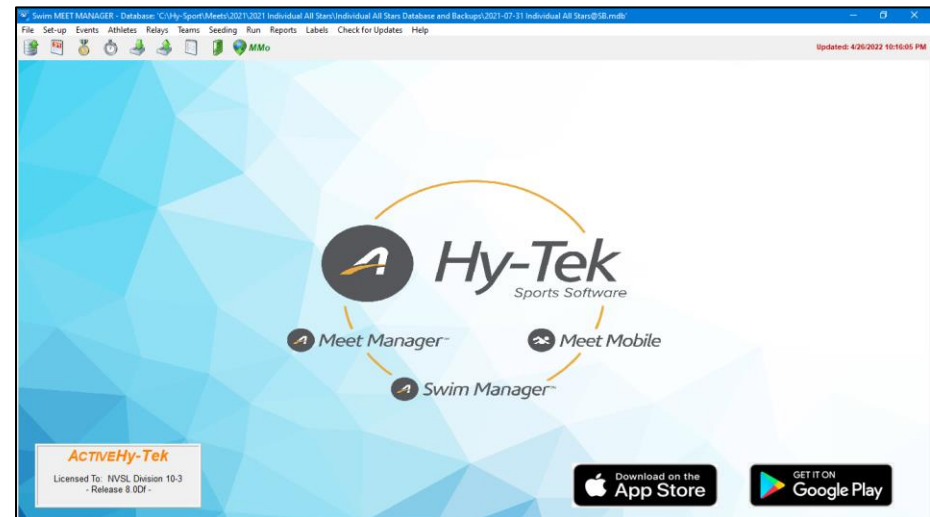 Swim MEET MANAGER - Database: 'C:\Hy-Sport\Meets\2021\2021 Individual All Stars\Individual All Stars Database and Backups\2021-07-31 Individual All Stars@SB.mdb'
File Set-up Events Athletes Relays Teams Seeding Run Reports Labels Check for Updates Help
MMo
Updated: 4/26/2022 10:16:05 PM
Hy-Tek
Sports Software
Meet Manager
Meet Mobile
Swim Manager
ACTIVEHy-Tek
Licensed To: NVSL Division 10-3
- Release 8.0Df -
Download on the
App Store
GET IT ON
Google Play